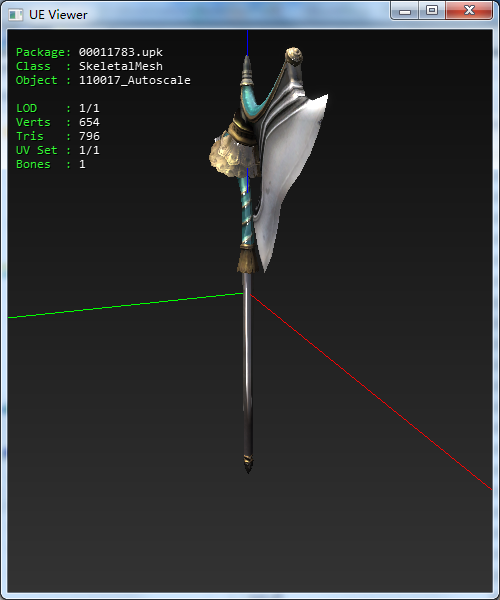 UE Viewer
Package: 00011783.upk
Class : SkeletalMesh
Object : 110017_Autoscale
LOD : 1/1
Verts : 654
Tris : 796
UV Set : 1/1
Bones : 1